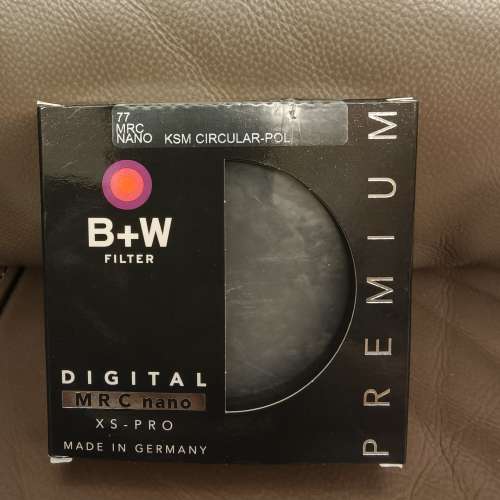 77
MRC
NANO KSM CIRCULAR-POL
B+W
FILTER
DIGITAL
MRC nano
XS-PRO
MADE IN GERMANY
PREMIUM